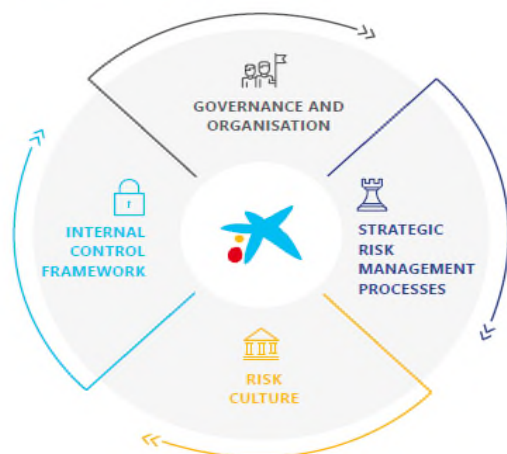 GOVERNANCE AND
ORGANISATION
INTERNAL
CONTROL
FRAMEWORK
STRATEGIC
RISK
MANAGEMENT
PROCESSES
RISK
CULTURE